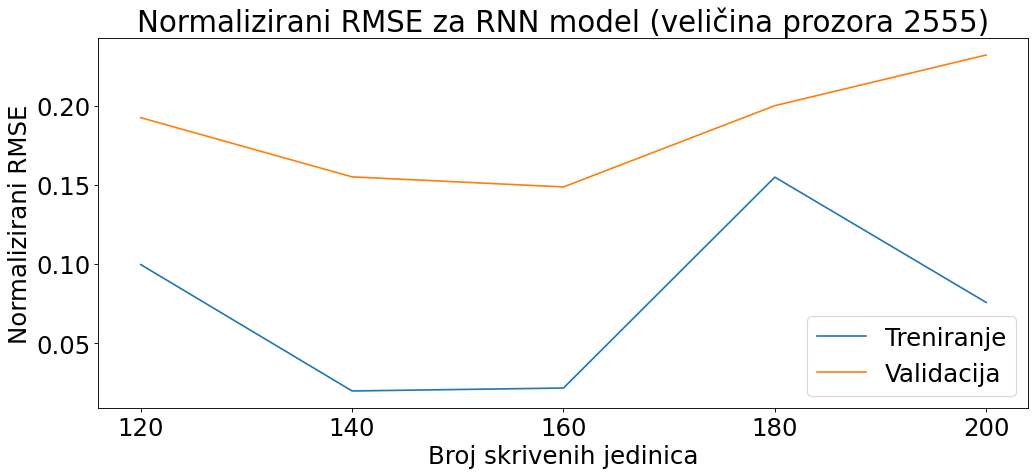 Normalizirani RMSE za RNN model (veličina prozora 2555)
Normalizirani RMSE
0.20
0.15
0.10
0.05
Treniranje
Validacija
120 140 160 180 200
Broj skrivenih jedinica